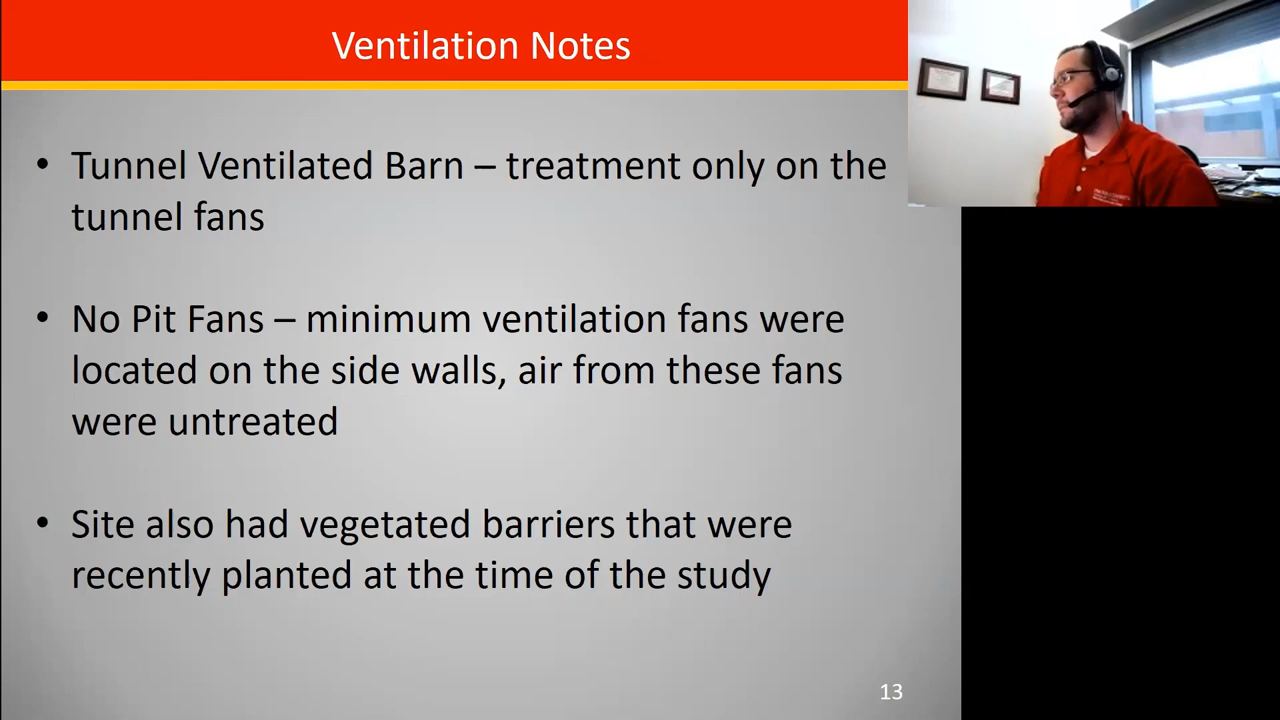 Ventilation Notes
• Tunnel Ventilated Barn – treatment only on the
tunnel fans
• No Pit Fans – minimum ventilation fans were
located on the side walls, air from these fans
were untreated
• Site also had vegetated barriers that were
recently planted at the time of the study
13